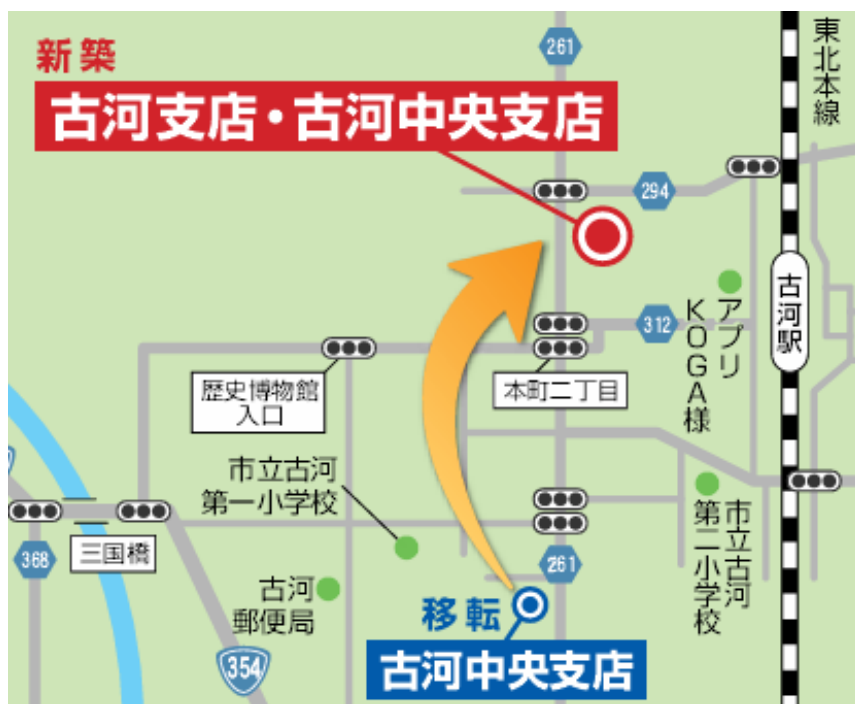 新築
古河支店・古河中央支店
261
東北本線
294
古河駅
アプリ
KOGA様
312
歴史博物館
入口
本町二丁目
市立古河
第一小学校
市立古河
第二小学校
三国橋
368
261
古河
郵便局
移転
古河中央支店
354